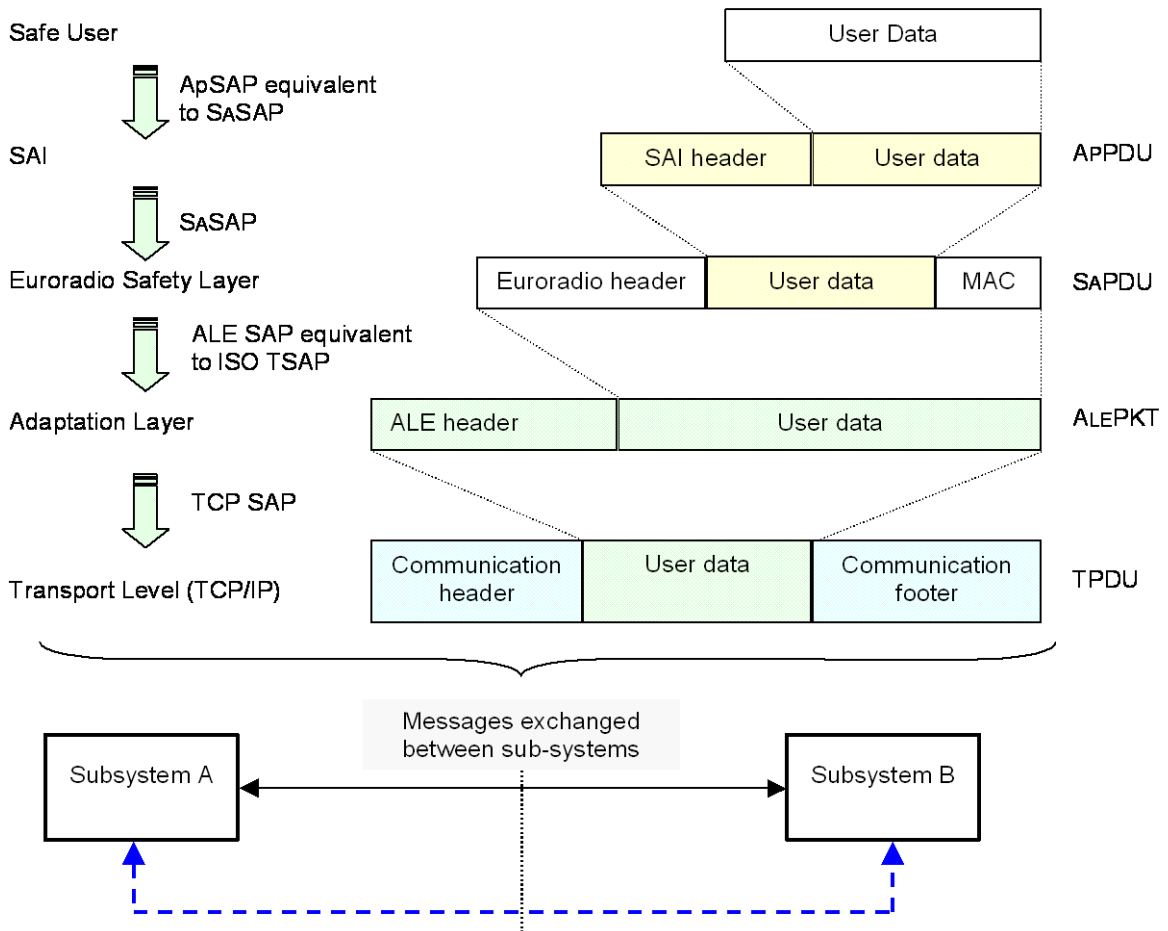 Safe User
User Data
ApSAP equivalent
to SASAP
SAI
SAI header
User data
APPDU
SASAP
Euroradio Safety Layer
Euroradio header
User data
MAC
SAPDU
ALE SAP equivalent
to ISO TSAP
Adaptation Layer
ALE header
User data
ALEPKT
TCP SAP
Transport Level (TCP/IP)
Communication
header
User data
Communication
footer
TPDU
Messages exchanged
between sub-systems
Subsystem A
Subsystem B